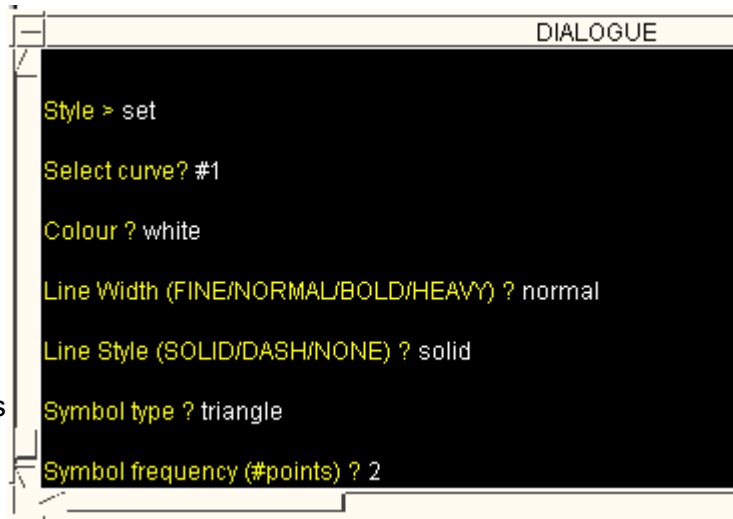 DIALOGUE
Style > set
Select curve? #1
Colour ? white
Line Width (FINE/NORMAL/BOLD/HEAVY) ? normal
Line Style (SOLID/DASH/NONE) ? solid
s
Symbol type ? triangle
Symbol frequency (#points) ? 2